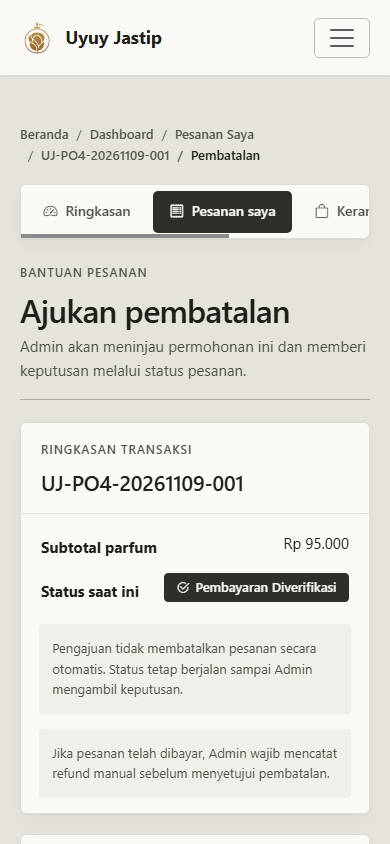 Uyuy Jastip
Beranda / Dashboard / Pesanan Saya
/ UJ-PO4-20261109-001 / Pembatalan
Ringkasan Pesanan saya Keran
BANTUAN PESANAN
Ajukan pembatalan
Admin akan meninjau permohonan ini dan memberi
keputusan melalui status pesanan.
RINGKASAN TRANSAKSI
UJ-PO4-20261109-001
Subtotal parfum Rp 95.000
Status saat ini Pembayaran Diverifikasi
Pengajuan tidak membatalkan pesanan secara
otomatis. Status tetap berjalan sampai Admin
mengambil keputusan.
Jika pesanan telah dibayar, Admin wajib mencatat
refund manual sebelum menyetujui pembatalan.